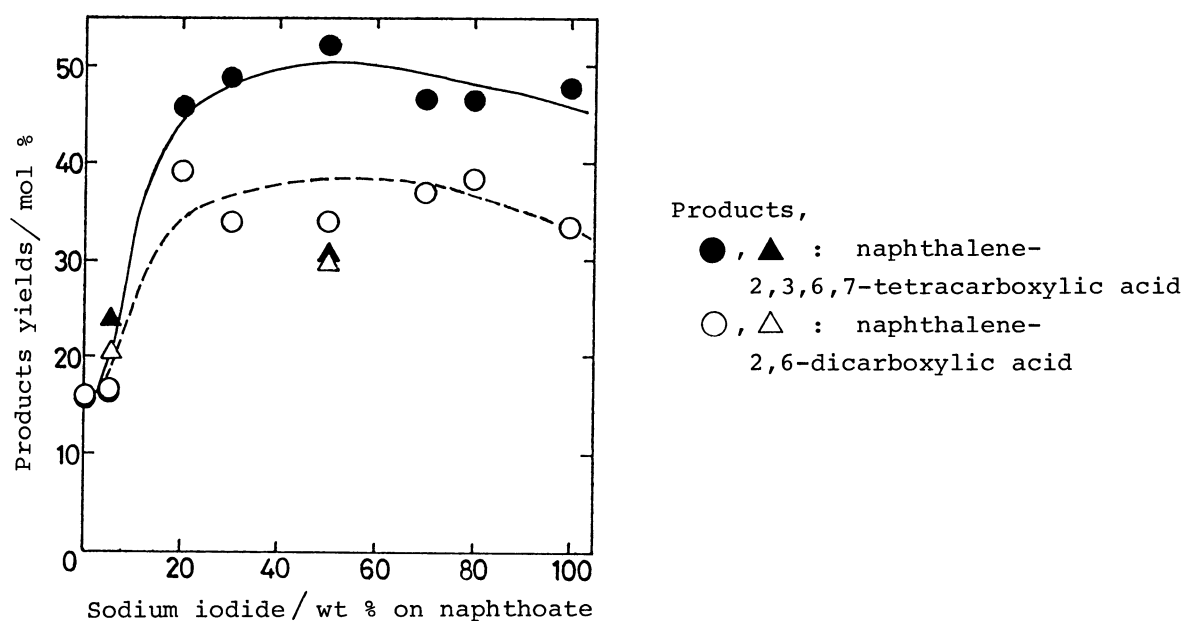 50
40
30
20
10
0
20 40 60 80 100
Products yields/mol %
Sodium iodide/wt % on naphthoate
Products,
●,▲ : naphthalene-
2,3,6,7-tetracarboxylic acid
○,△ : naphthalene-
2,6-dicarboxylic acid